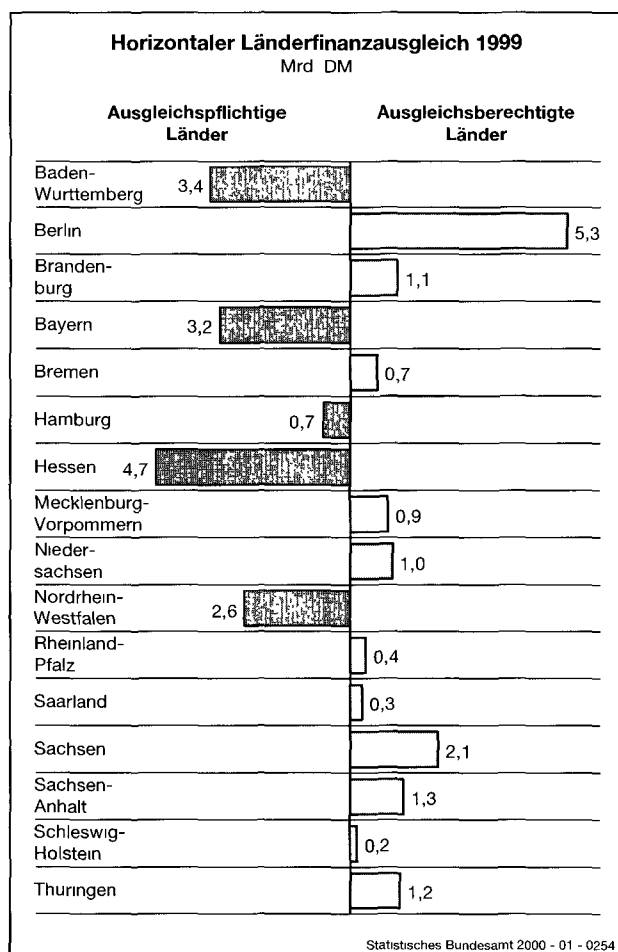 Horizontaler Länderfinanzausgleich 1999
Mrd DM
Ausgleichspflichtige
Länder
Ausgleichsberechtigte
Länder
Baden-
Wurttemberg
3,4
Berlin
5,3
Branden-
burg
1,1
Bayern
3,2
Bremen
0,7
Hamburg
0,7
Hessen
4,7
Mecklenburg-
Vorpommern
0,9
Nieder-
sachsen
1,0
Nordrhein-
Westfalen
2,6
Rheinland-
Pfalz
0,4
Saarland
0,3
Sachsen
2,1
Sachsen-
Anhalt
1,3
Schleswig-
Holstein
0,2
Thuringen
1,2
Statistisches Bundesamt 2000 - 01 - 0254